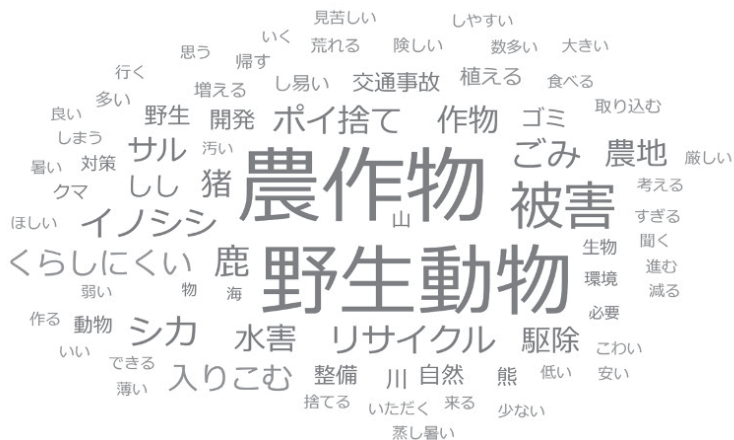 見苦しい しやすい
いく 荒れる 険しい 数多い 大きい
思う 帰す
行く 増える し易い 交通事故 植える 食べる
良い 多い 野生 開発 ポイ捨て 作物 ゴミ 取り込む
しまう サル 汚い ごみ 農地 厳しい
暑い 対策 農作物
クマ しし 猪 被害 考える
ほしい イノシシ 山 すぎる
くらしにくい 鹿 野生動物 生物 聞く
弱い 物 海 環境 進む
減る
作る 動物 シカ 水害 リサイクル 駆除 必要
いい こわい
できる 入りこむ 整備 川 自然 熊 低い 安い
薄い
捨てる いただく 来る 少ない
蒸し暑い